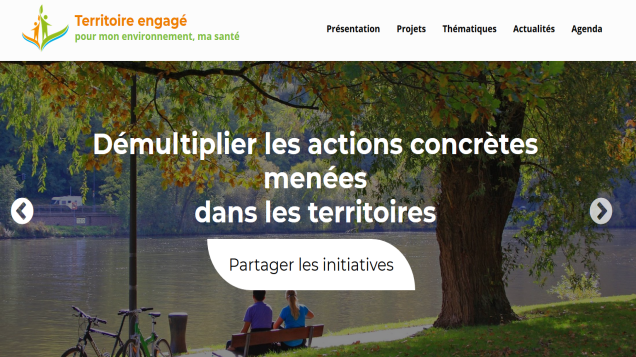 Territoire engagé
pour mon environnement, ma santé
Présentation Projets Thématiques Actualités Agenda
Démultiplier les actions concrètes
menées
dans les territoires
Partager les initiatives